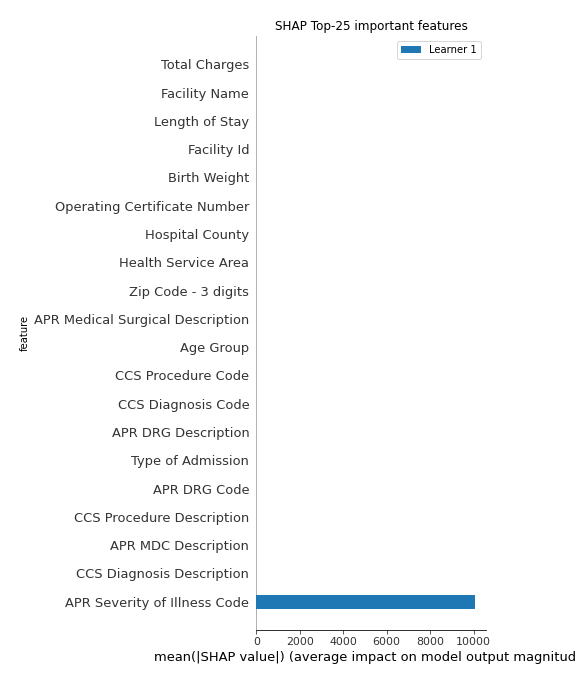 SHAP Top-25 important features
Learner 1
Total Charges
Facility Name
Length of Stay
Facility Id
Birth Weight
Operating Certificate Number
Hospital County
Health Service Area
Zip Code - 3 digits
APR Medical Surgical Description
Age Group
CCS Procedure Code
CCS Diagnosis Code
APR DRG Description
Type of Admission
APR DRG Code
CCS Procedure Description
APR MDC Description
CCS Diagnosis Description
APR Severity of Illness Code
feature
0 2000 4000 6000 8000 10000
mean(|SHAP value|) (average impact on model output magnitud